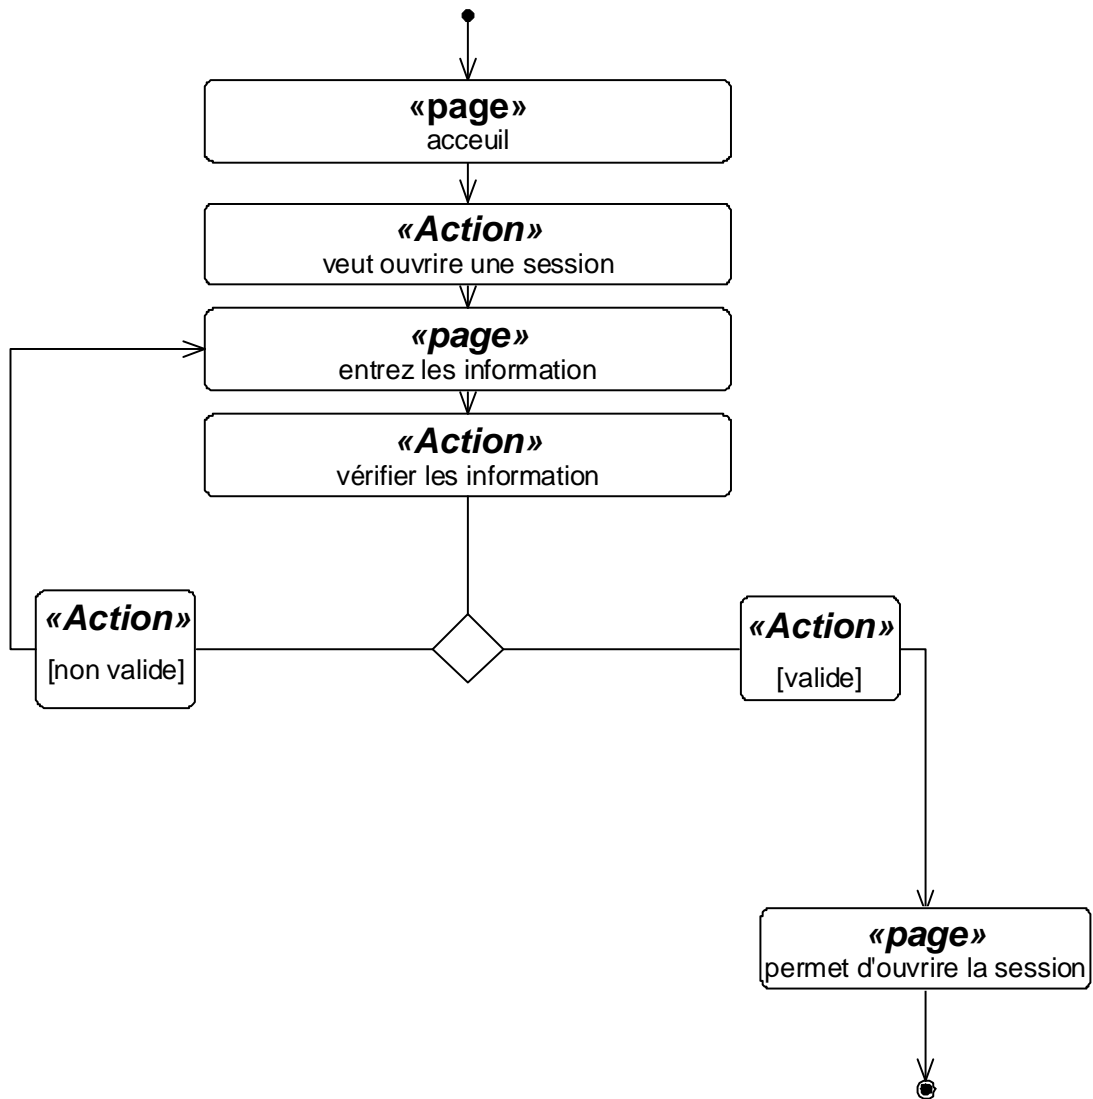 «page»
acceuil
«Action»
veut ouvrire une session
«page»
entrez les information
«Action»
vérifier les information
«Action»
[non valide]
«Action»
[valide]
«page»
permet d'ouvrire la session